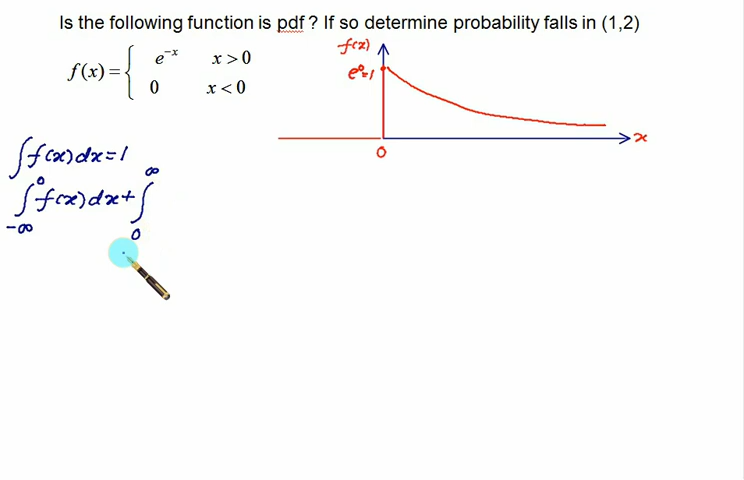 Is the following function is pdf ? If so determine probability falls in (1,2)
f(x) = { e^{-x} x > 0
0 x < 0
f(x)
e^0=1
x
0
∫f(x)dx=1
∫_{-∞}^{0} f(x)dx+∫_{0}^{∞}